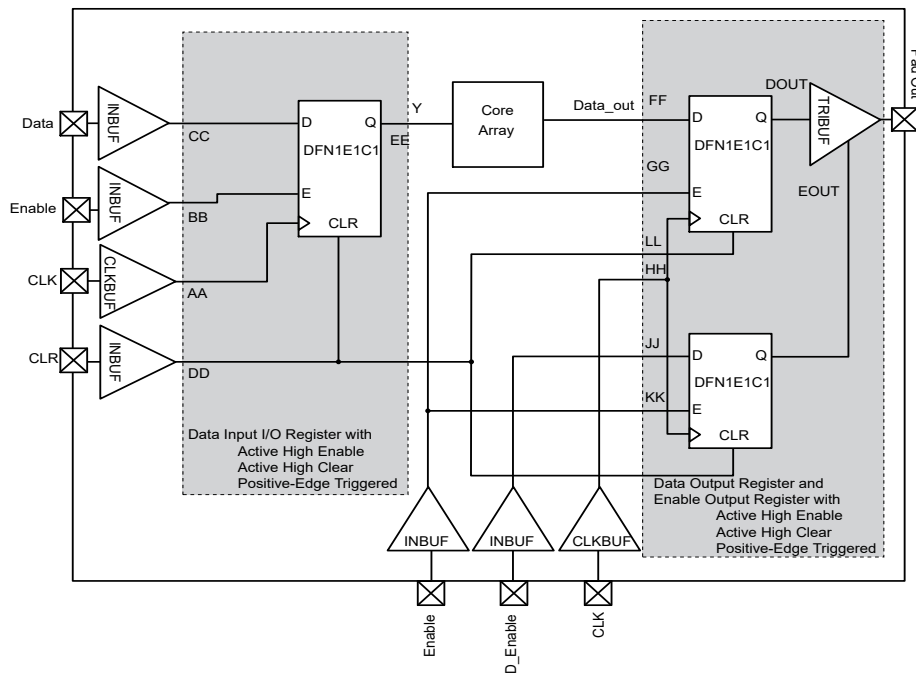 Pad Out
DOUT
FF
Y
Data_out
INBUF
TRIBUF
Core
Array
D
Q
D
Q
Data
CC
EE
DFN1E1C1
DFN1E1C1
GG
EOUT
INBUF
E
E
Enable
BB
CLR
CLR
CLKBUF
LL
HH
CLK
AA
INBUF
JJ
D
Q
CLR
DD
DFN1E1C1
KK
E
CLR
Data Input I/O Register with
Active High Enable
Active High Clear
Positive-Edge Triggered
Data Output Register and
Enable Output Register with
Active High Enable
Active High Clear
Positive-Edge Triggered
INBUF
INBUF
CLKBUF
Enable
D_Enable
CLK